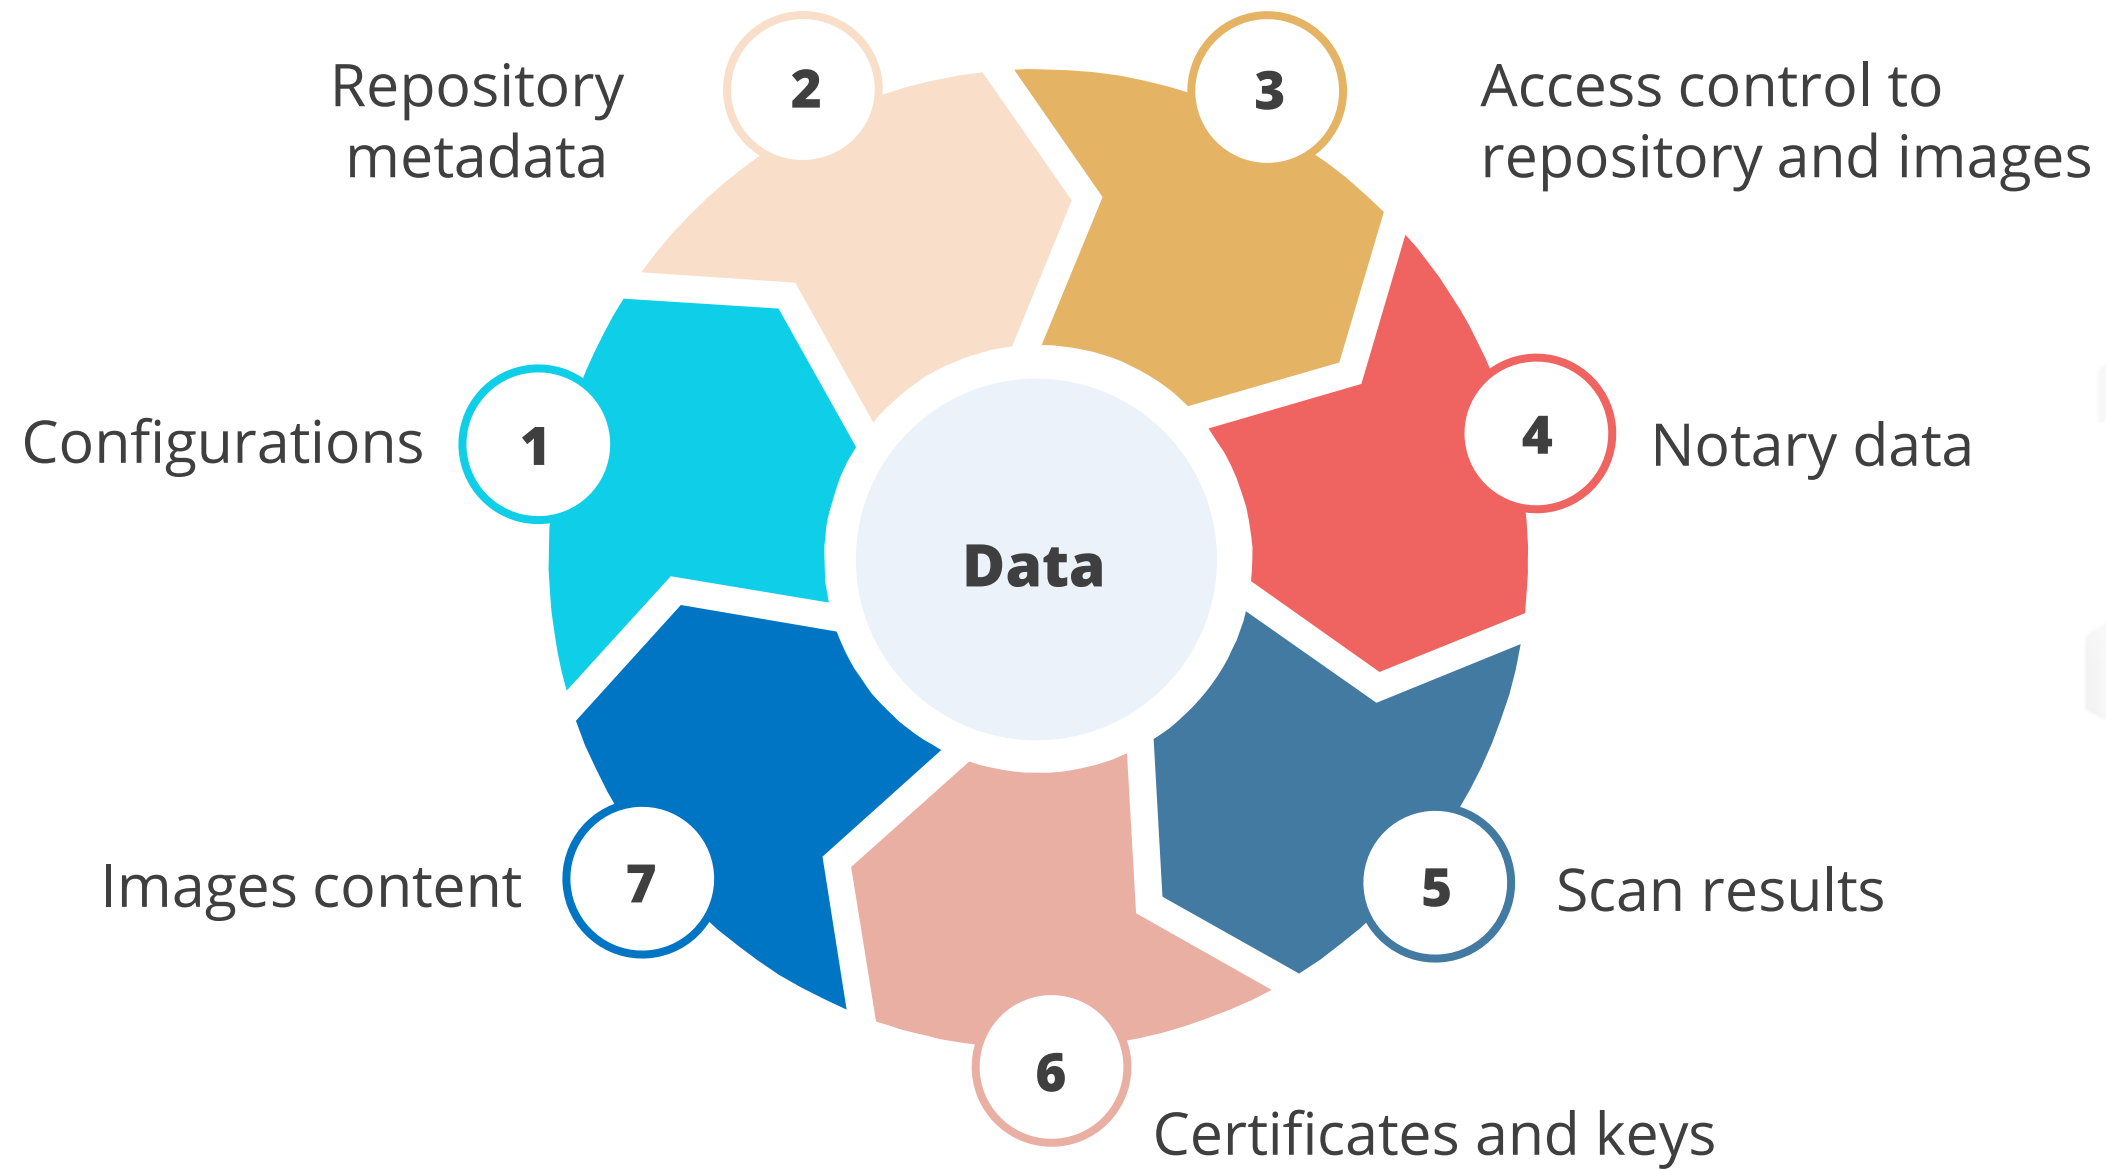 2
Repository
metadata
3
Access control to
repository and images
1
Configurations
4
Notary data
Data
7
Images content
5
Scan results
6
Certificates and keys